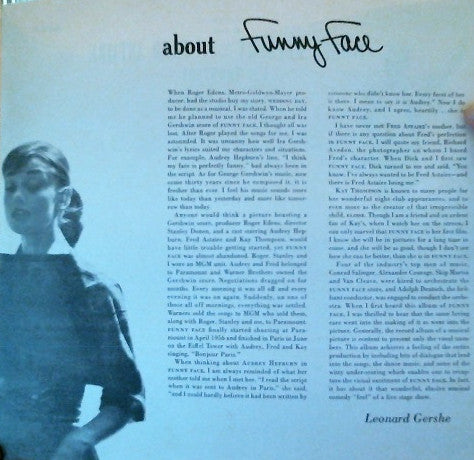 about Funny Face
When Roger Edens, Metro-Goldwyn-Mayer pro-
ducer, had the studio buy my story, WEDDING DAY,
to be done as a musical, I was elated. When he told
me he planned to use the old George and Ira
Gershwin score of FUNNY FACE, I thought all was
lost. After Roger played the songs for me, I was
astounded. It was uncanny how well Ira Gersh-
win's lyrics suited my characters and situations.
For example, Audrey Hepburn's line, "I think
my face is perfectly funny," had always been in
the script. As for George Gershwin's music, now
some thirty years since he composed it, it is
fresher than ever. I feel his music sounds more
like today than yesterday and more like tomor-
row than today.
Anyone would think a picture boasting a
Gershwin score, producer Roger Edens, director
Stanley Donen, and a cast starring Audrey Hep-
burn, Fred Astaire and Kay Thompson, would
have little trouble getting started, yet FUNNY
FACE was almost abandoned. Roger, Stanley and
I were on MGM unit. Audrey and Fred belonged
to Paramount and Warner Brothers owned the
Gershwin score. Negotiations dragged on for
months. Every morning it was off and every
evening it was on again. Suddenly, on one of
those all off mornings, everything was settled.
Warners sold the songs to MGM who sold them,
along with Roger, Stanley and me, to Paramount.
FUNNY FACE finally started shooting at Para-
mount in April 1956 and finished in Paris in June
on the Eiffel Tower with Audrey, Fred and Kay
singing, "Bonjour Paris."
When thinking about AUDREY HEPBURN in
FUNNY FACE, I am always reminded of what her
mother told me when I met her. "I read the script
when it was sent to Audrey in Paris," she said,
"and I could hardly believe it had been written by
someone who didn't know her. Every facet of her
is there. I mean to say it is Audrey." Now I do
know Audrey, and I agree, heartily . . . she is
FUNNY FACE.
I have never met FRED ASTAIRE's mother, but
if there is any question about Fred's perfection
in FUNNY FACE, I will quote my friend, Richard
Avedon, the photographer on whom I based
Fred's character. When Dick and I first saw
FUNNY FACE, Dick turned to me and said, "You
know, I've always wanted to be Fred Astaire—and
there is Fred Astaire being me."
KAY THOMPSON is known to many people for
her wonderful night club appearances, and to
even more as the creator of that irrepressible
child, ELOISE. Though I am a friend and an ardent
fan of Kay's, when I watch her on the screen, I
can only marvel that FUNNY FACE is her first film.
I know she will be in pictures for a long time to
come, and she will be as good, though I don't see
how she can be better, than she is in FUNNY FACE.
Four of the industry's top men of music,
Conrad Salinger, Alexander Courage, Skip Martin
and Van Cleave, were hired to orchestrate the
FUNNY FACE score, and Adolph Deutsch, the bril-
liant conductor, was engaged to conduct the orches-
tra. When I first heard this album of FUNNY
FACE, I was thrilled to hear that the same loving
care went into the making of it as went into the
picture. Generally, the record album of a musical
picture is content to present only the vocal num-
bers. This album achieves a feeling of the entire
production by including bits of dialogue that lead
into the songs, the dance music, and some of the
witty under-scoring which enables one to recap-
ture the visual excitement of FUNNY FACE. In fact,
it has about it that wonderful, elusive musical
comedy "feel" of a live stage show.
Leonard Gershe